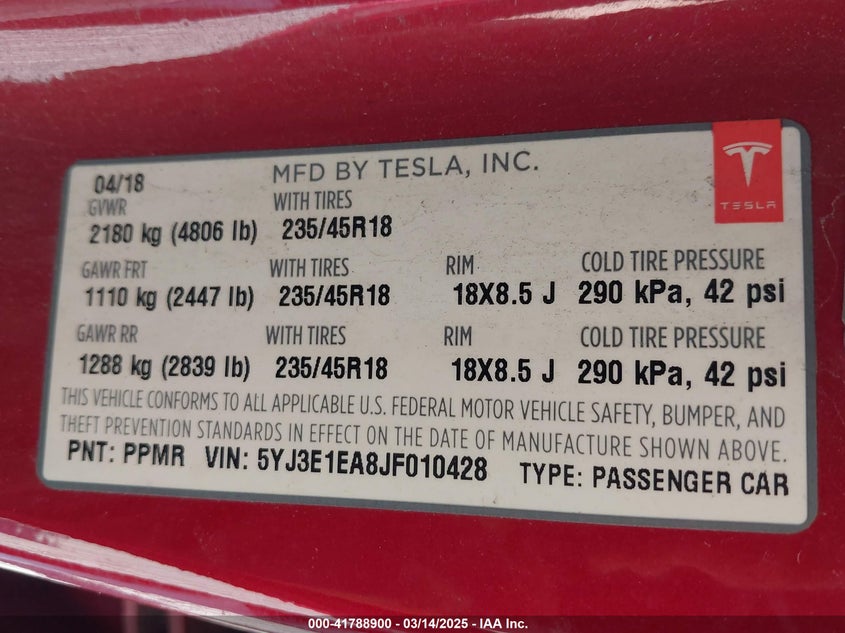 04/18 MFD BY TESLA, INC.
GVWR WITH TIRES
2180 kg (4806 lb) 235/45R18
TESLA
GAWR FRT WITH TIRES RIM COLD TIRE PRESSURE
1110 kg (2447 lb) 235/45R18 18X8.5 J 290 kPa, 42 psi
GAWR RR WITH TIRES RIM COLD TIRE PRESSURE
1288 kg (2839 lb) 235/45R18 18X8.5 J 290 kPa, 42 psi
THIS VEHICLE CONFORMS TO ALL APPLICABLE U.S. FEDERAL MOTOR VEHICLE SAFETY, BUMPER, AND
THEFT PREVENTION STANDARDS IN EFFECT ON THE DATE OF MANUFACTURE SHOWN ABOVE.
PNT: PPMR VIN: 5YJ3E1EA8JF010428 TYPE: PASSENGER CAR
000-41788900 - 03/14/2025 - IAA Inc.